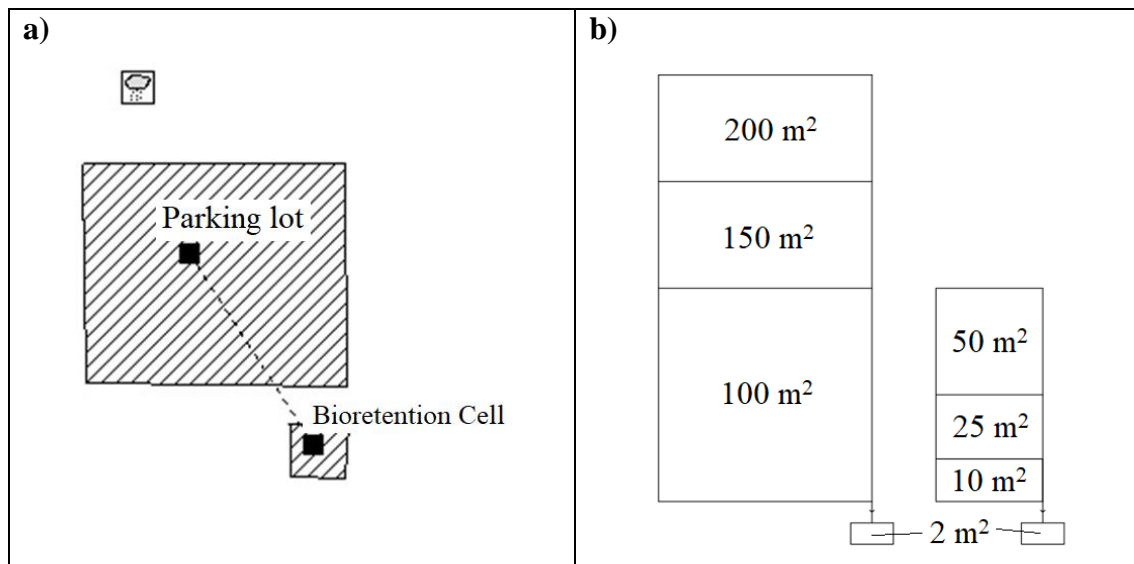 a)
Parking lot
Bioretention Cell
b)
200 m²
150 m²
100 m²
50 m²
25 m²
10 m²
2 m²